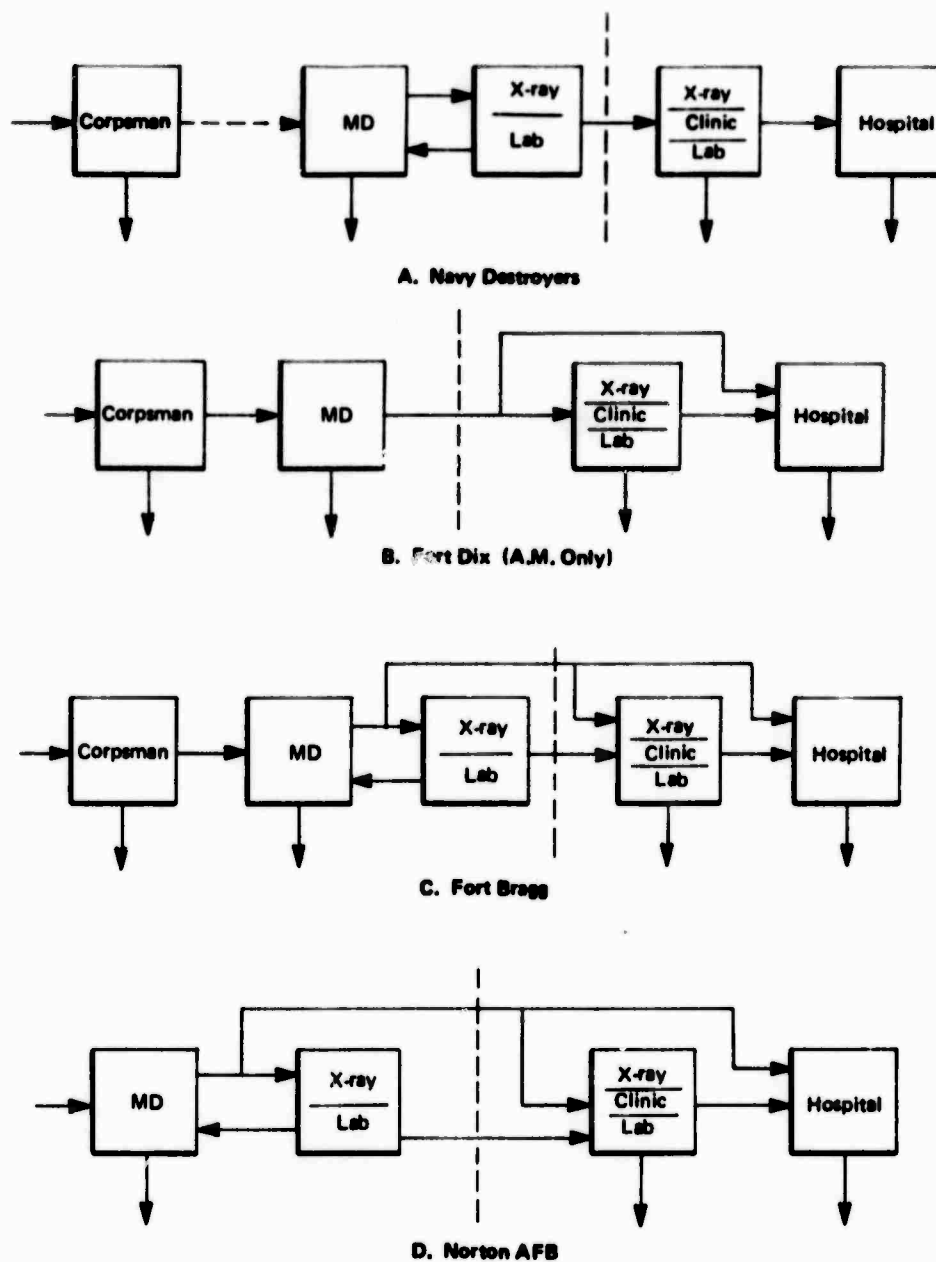 Corpsman
MD
X-ray
Lab
X-ray
Clinic
Lab
Hospital
A. Navy Destroyers
Corpsman
MD
X-ray
Clinic
Lab
Hospital
B. Fort Dix (A.M. Only)
Corpsman
MD
X-ray
Lab
X-ray
Clinic
Lab
Hospital
C. Fort Bragg
MD
X-ray
Lab
X-ray
Clinic
Lab
Hospital
D. Norton AFB